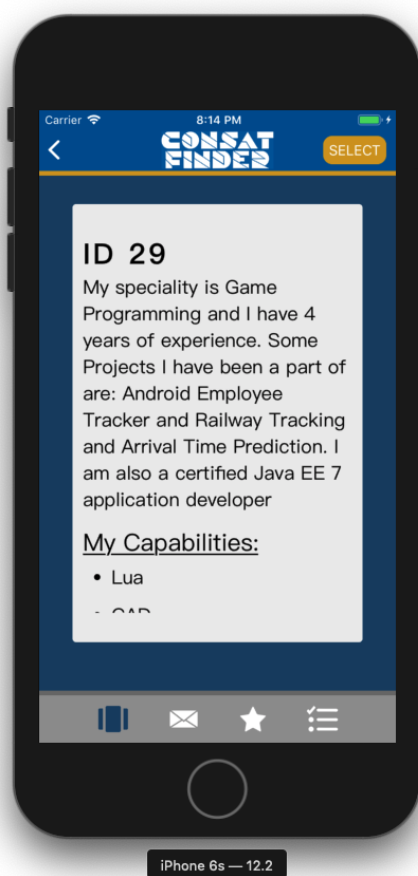 Carrier 8:14 PM
CONSAT
FINDER
SELECT
ID 29
My speciality is Game
Programming and I have 4
years of experience. Some
Projects I have been a part of
are: Android Employee
Tracker and Railway Tracking
and Arrival Time Prediction. I
am also a certified Java EE 7
application developer
My Capabilities:
• Lua
• CAD
iPhone 6s — 12.2